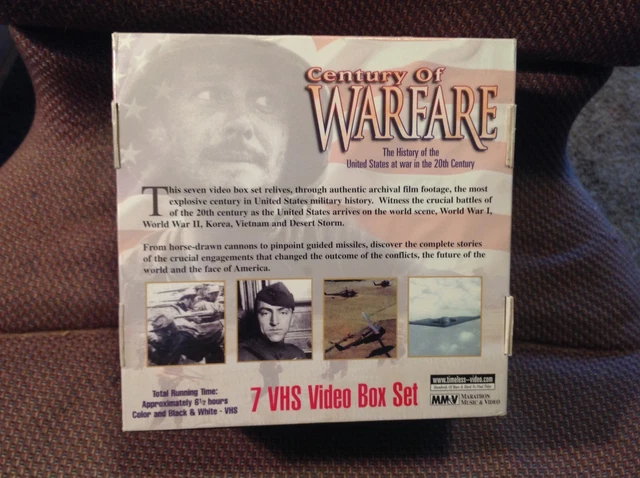 Century Of
WARFARE
The History of the
United States at war in the 20th Century
This seven video box set relives, through authentic archival film footage, the most
explosive century in United States military history. Witness the crucial battles of
of the 20th century as the United States arrives on the world scene, World War I,
World War II, Korea, Vietnam and Desert Storm.
From horse-drawn cannons to pinpoint guided missiles, discover the complete stories
of the crucial engagements that changed the outcome of the conflicts, the future of the
world and the face of America.
Total Running Time:
Approximately 6½ hours
Color and Black & White - VHS
7 VHS Video Box Set
www.timeless-video.com
MMV MARATHON
MUSIC & VIDEO